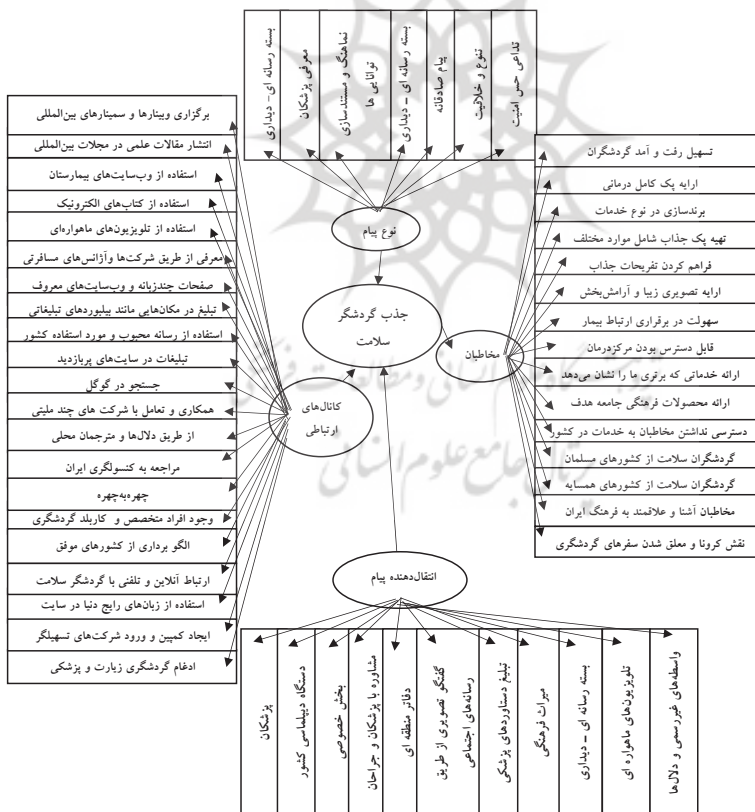 تداعی حس امنیت
تنوع و خلاقیت
پیام صادقانه
بسته رسانه ای – دیداری
توانایی ها
نماهنگ و مستندسازی
معرفی پزشکان
بسته رسانه ای- دیداری
نوع پیام
جذب گردشگر
سلامت
مخاطبان
کانال‌های
ارتباطی
انتقال‌دهنده پیام
تسهیل رفت و آمد گردشگران
ارایه پک کامل درمانی
برندسازی در نوع خدمات
تهیه پک جذاب شامل موارد مختلف
فراهم کردن تفریحات جذاب
ارایه تصویری زیبا و آرامش‌بخش
سهولت در برقراری ارتباط بیمار
قابل دسترس بودن مرکزدرمان
ارائه خدماتی که برتری ما را نشان می‌دهد
ارائه محصولات فرهنگی جامعه هدف
دسترسی نداشتن مخاطبان به خدمات در کشور
گردشگران سلامت از کشورهای مسلمان
گردشگران سلامت از کشورهای همسایه
مخاطبان آشنا و علاقمند به فرهنگ ایران
نقش کرونا و معلق شدن سفرهای گردشگری
برگزاری وبینارها و سمینارهای بین‌المللی
انتشار مقالات علمی در مجلات بین‌المللی
استفاده از وب‌سایت‌های بیمارستان
استفاده از کتاب‌های الکترونیک
استفاده از تلویزیون‌های ماهواره‌ای
معرفی از طریق شرکت‌ها وآژانس‌های مسافرتی
صفحات چندزبانه و وب‌سایت‌های معروف
تبلیغ در مکان‌هایی مانند بیلبوردهای تبلیغاتی
استفاده از رسانه محبوب و مورد استفاده کشور
تبلیغات در سایت‌های پربازدید
جستجو در گوگل
همکاری و تعامل با شرکت های چند ملیتی
از طریق دلال‌ها و مترجمان محلی
مراجعه به کنسولگری ایران
چهره‌به‌چهره
وجود افراد متخصص و کاربلد گردشگری
الگو برداری از کشورهای موفق
ارتباط آنلاین و تلفنی با گردشگر سلامت
استفاده از زبان‌های رایج دنیا در سایت
ایجاد کمپین و ورود شرکت‌های تسهیلگر
ادغام گردشگری زیارت و پزشکی
واسطه‌های غیررسمی و دلال‌ها
تلویزیون‌های ماهواره ای
بسته رسانه ای – دیداری
میراث فرهنگی
تبلیغ دستاوردهای پزشکی
رسانه‌های اجتماعی
گفتگو تصویری از طریق
دفاتر منطقه ای
مشاوره با پزشکان و جراحان
بخش خصوصی
دستگاه دیپلماسی کشور
پزشکان
پرتال جامع علوم انسانی